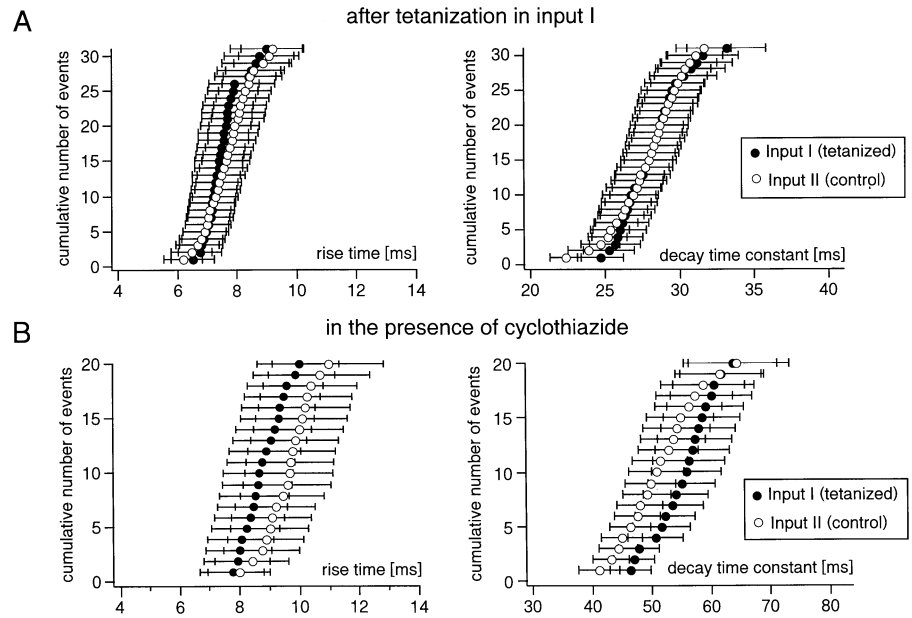 A
after tetanization in input I
cumulative number of events
30
25
20
15
10
5
0
rise time [ms]
4 6 8 10 12 14
cumulative number of events
30
25
20
15
10
5
0
decay time constant [ms]
20 25 30 35 40
Input I (tetanized)
Input II (control)
B
in the presence of cyclothiazide
cumulative number of events
20
15
10
5
0
rise time [ms]
4 6 8 10 12 14
cumulative number of events
20
15
10
5
0
decay time constant [ms]
30 40 50 60 70 80
Input I (tetanized)
Input II (control)